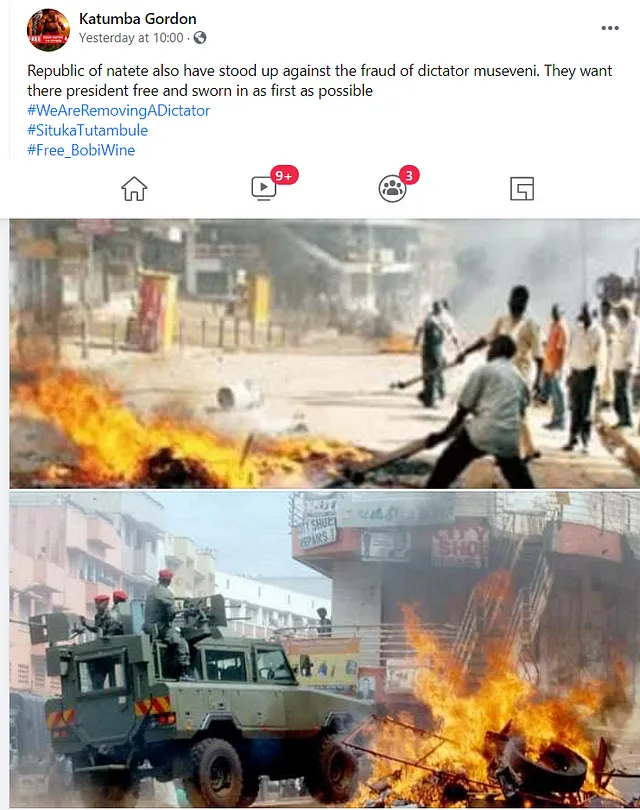 Katumba Gordon
Yesterday at 10:00 ·
Republic of natete also have stood up against the fraud of dictator museveni. They want
there president free and sworn in as first as possible
#WeAreRemovingADictator
#SitukaTutambule
#Free_BobiWine
9+
3
REPAIRS
CITY
SHO